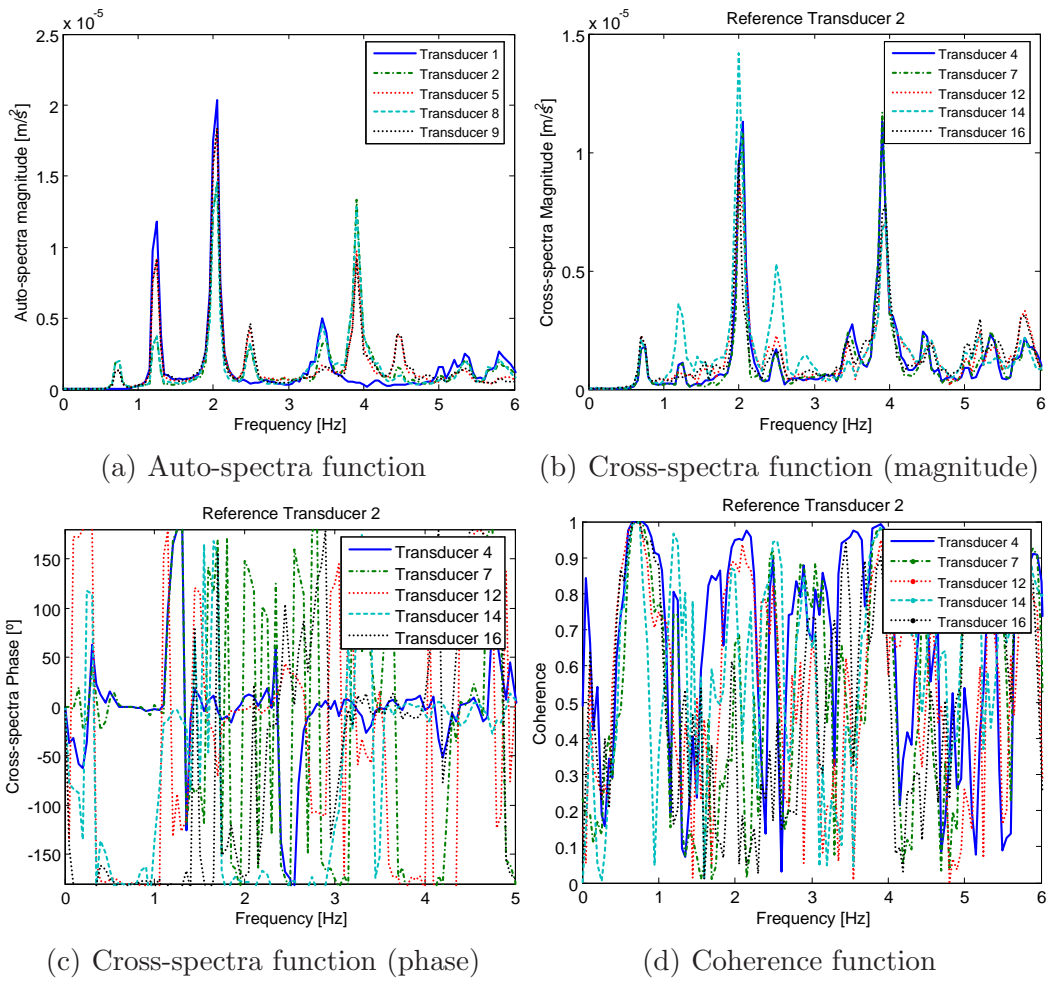 x 10^-5
2.5
2
1.5
1
0.5
0
0 1 2 3 4 5 6
Auto-spectra magnitude [m/s²]
Frequency [Hz]
Transducer 1
Transducer 2
Transducer 5
Transducer 8
Transducer 9
(a) Auto-spectra function
Reference Transducer 2
x 10^-5
1.5
1
0.5
0
0 1 2 3 4 5 6
Cross-spectra Magnitude [m/s²]
Frequency [Hz]
Transducer 4
Transducer 7
Transducer 12
Transducer 14
Transducer 16
(b) Cross-spectra function (magnitude)
Reference Transducer 2
150
100
50
0
-50
-100
-150
0 1 2 3 4 5
Cross-spectra Phase [º]
Frequency [Hz]
Transducer 4
Transducer 7
Transducer 12
Transducer 14
Transducer 16
(c) Cross-spectra function (phase)
Reference Transducer 2
1
0.9
0.8
0.7
0.6
0.5
0.4
0.3
0.2
0.1
0
0 1 2 3 4 5 6
Coherence
Frequency [Hz]
Transducer 4
Transducer 7
Transducer 12
Transducer 14
Transducer 16
(d) Coherence function